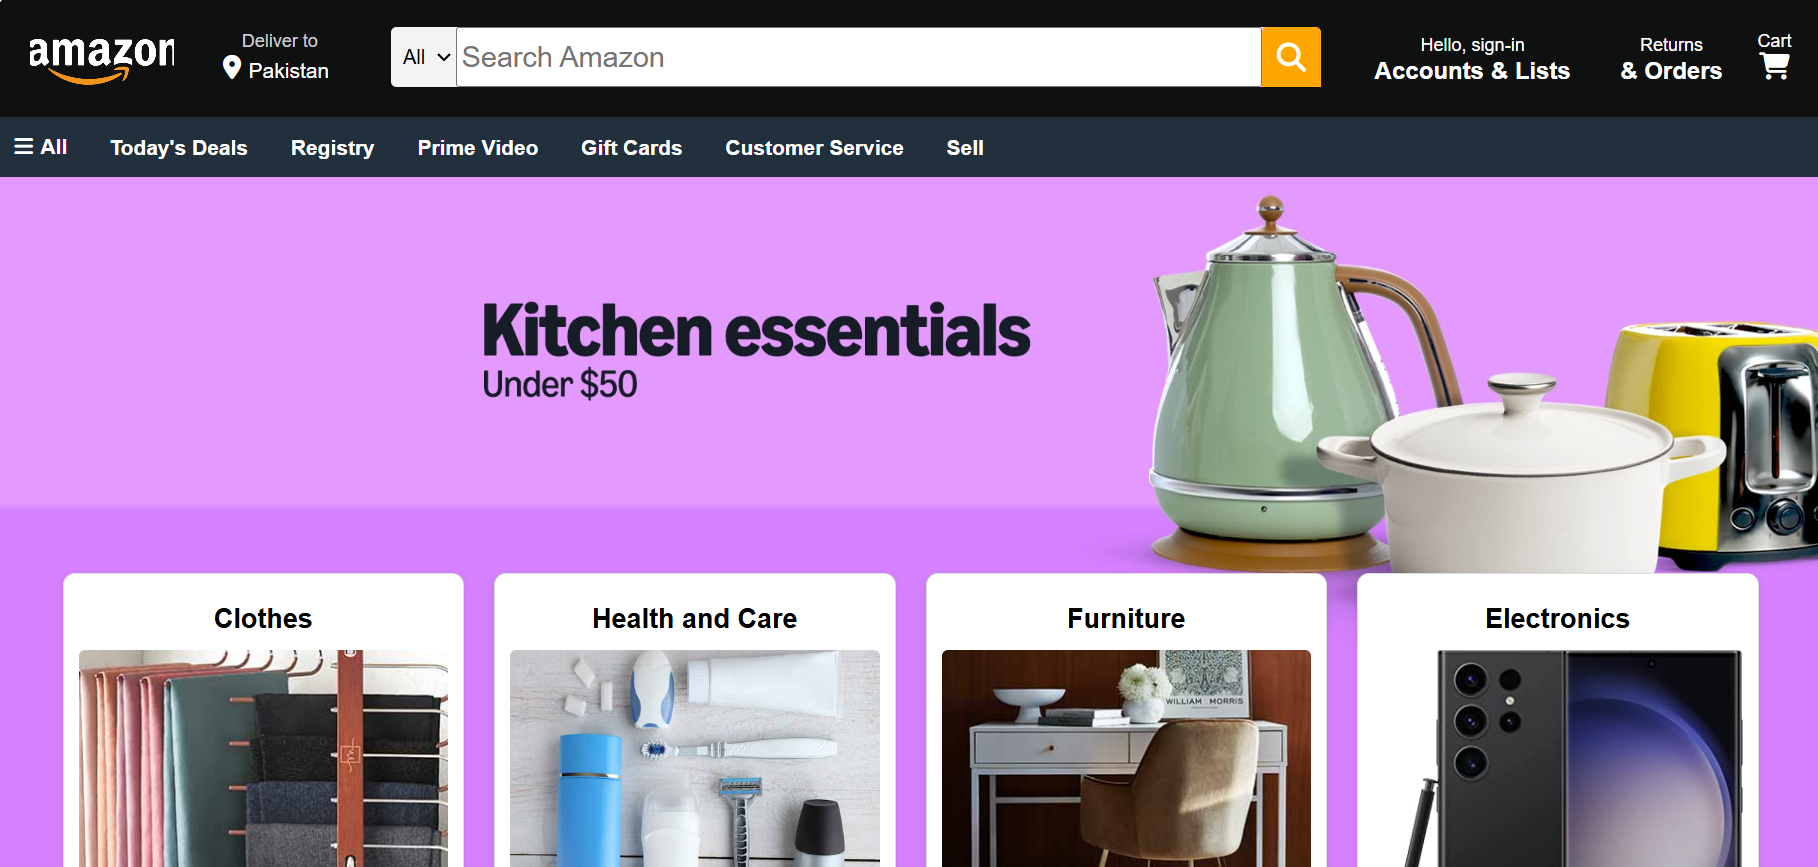 amazon
Deliver to
Pakistan
All
Search Amazon
Hello, sign-in
Accounts & Lists
Returns
& Orders
Cart
All
Today's Deals
Registry
Prime Video
Gift Cards
Customer Service
Sell
Kitchen essentials
Under $50
Clothes
Health and Care
Furniture
Electronics
WILLIAM MORRIS